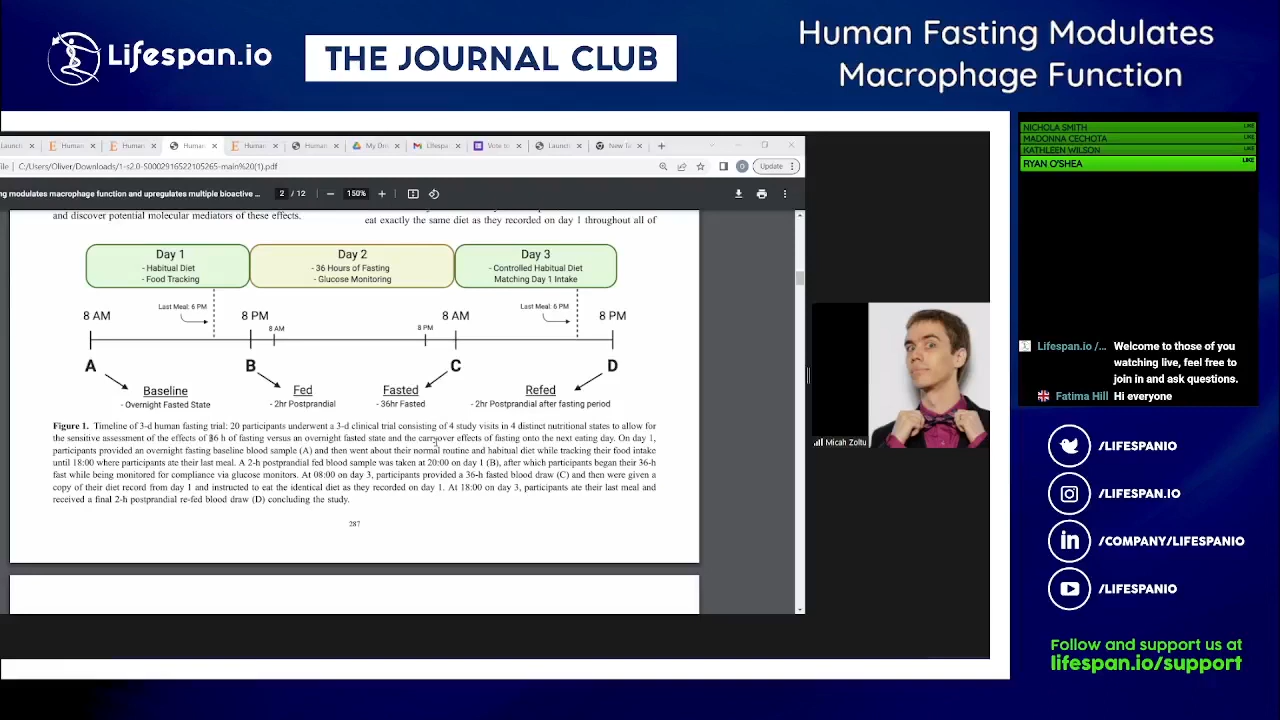 Lifespan.io
THE JOURNAL CLUB
Human Fasting Modulates
Macrophage Function
C:/Users/Oliver/Downloads/1-s2.0-S0002916522105265-main%20(1).pdf
Update
ng modulates macrophage function and upregulates multiple bioactive ...
2 / 12
150%
and discover potential molecular mediators of these effects.
eat exactly the same diet as they recorded on day 1 throughout all of
Day 1
- Habitual Diet
- Food Tracking
Day 2
- 36 Hours of Fasting
- Glucose Monitoring
Day 3
- Controlled Habitual Diet
Matching Day 1 Intake
Last Meal: 6 PM
Last Meal: 6 PM
8 AM
8 PM
8 AM
8 PM
8 AM
8 PM
A
B
C
D
Baseline
- Overnight Fasted State
Fed
- 2hr Postprandial
Fasted
- 36hr Fasted
Refed
- 2hr Postprandial after fasting period
Figure 1. Timeline of 3-d human fasting trial: 20 participants underwent a 3-d clinical trial consisting of 4 study visits in 4 distinct nutritional states to allow for
the sensitive assessment of the effects of 36 h of fasting versus an overnight fasted state and the carryover effects of fasting onto the next eating day. On day 1,
participants provided an overnight fasting baseline blood sample (A) and then went about their normal routine and habitual diet while tracking their food intake
until 18:00 where participants ate their last meal. A 2-h postprandial fed blood sample was taken at 20:00 on day 1 (B), after which participants began their 36-h
fast while being monitored for compliance via glucose monitors. At 08:00 on day 3, participants provided a 36-h fasted blood draw (C) and then were given a
copy of their diet record from day 1 and instructed to eat the identical diet as they recorded on day 1. At 18:00 on day 3, participants ate their last meal and
received a final 2-h postprandial re-fed blood draw (D) concluding the study.
287
Micah Zoltu
NICHOLA SMITH LIKE
MADONNA CECHOTA LIKE
KATHLEEN WILSON LIKE
RYAN O'SHEA LIKE
Lifespan.io /... Welcome to those of you
watching live, feel free to
join in and ask questions.
Fatima Hill Hi everyone
/LIFESPANIO
/LIFESPAN.IO
/COMPANY/LIFESPANIO
/LIFESPANIO
Follow and support us at
lifespan.io/support